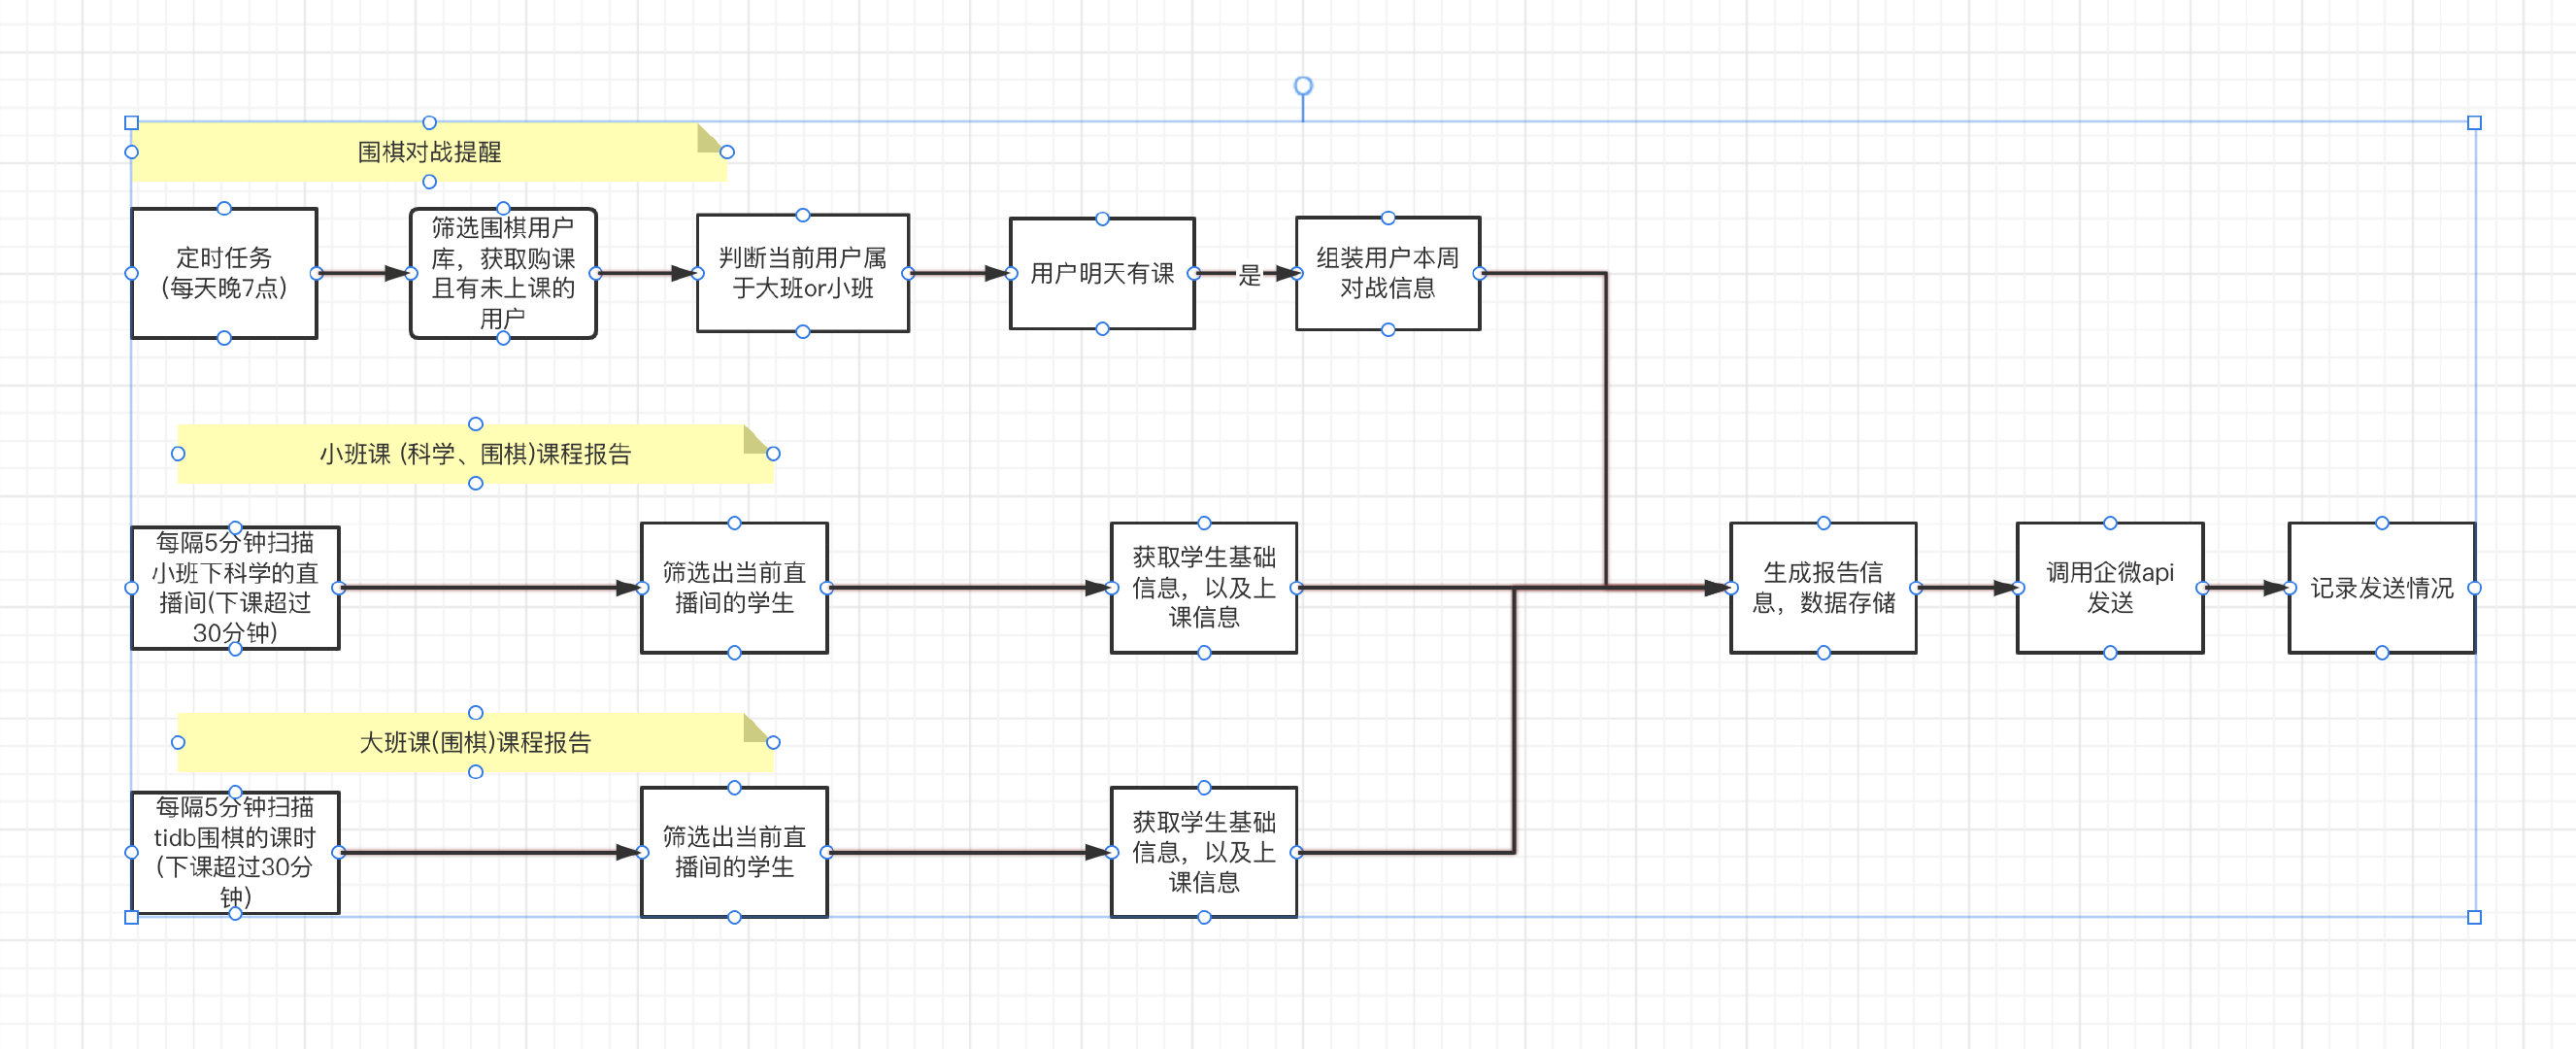 围棋对战提醒
定时任务
(每天晚7点)
筛选围棋用户
库，获取购课
且有未上课的
用户
判断当前用户属
于大班or小班
用户明天有课
是
组装用户本周
对战信息
小班课 (科学、围棋)课程报告
每隔5分钟扫描
小班下科学的直
播间(下课超过
30分钟)
筛选出当前直
播间的学生
获取学生基础
信息，以及上
课信息
生成报告信
息，数据存储
调用企微api
发送
记录发送情况
大班课(围棋)课程报告
每隔5分钟扫描
tidb围棋的课时
(下课超过30分
钟)
筛选出当前直
播间的学生
获取学生基础
信息，以及上
课信息